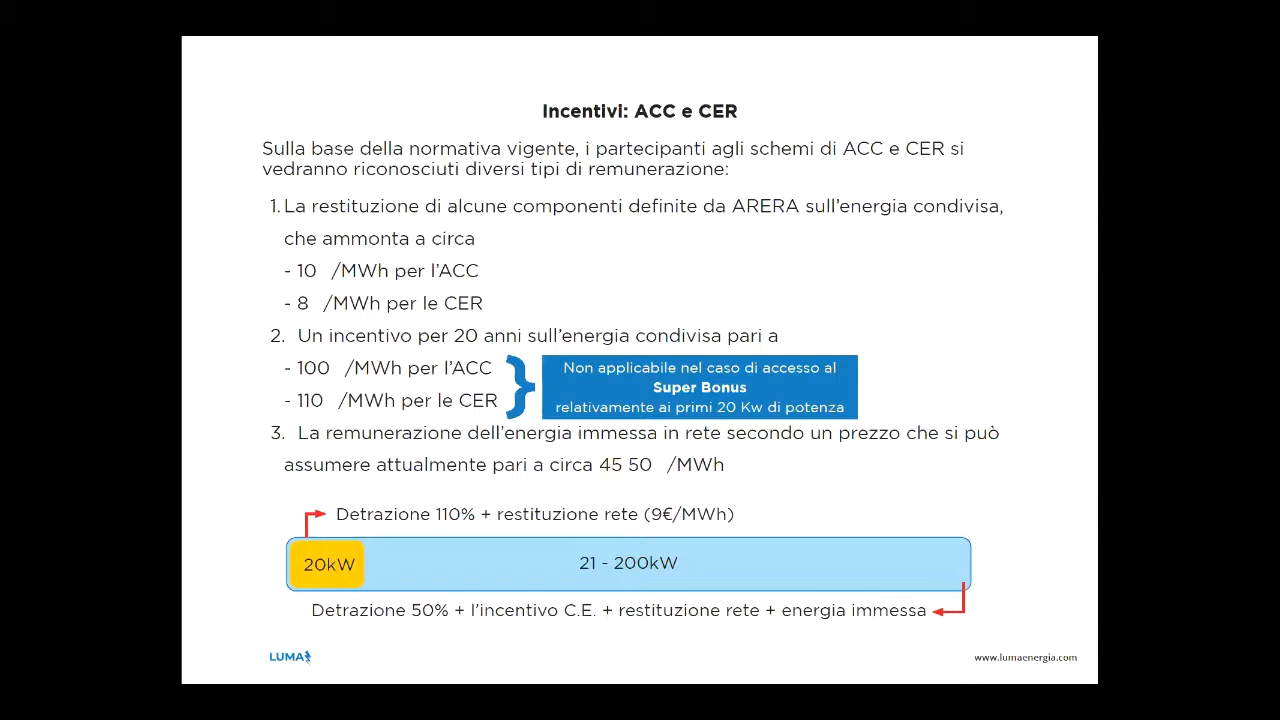 Incentivi: ACC e CER
Sulla base della normativa vigente, i partecipanti agli schemi di ACC e CER si
vedranno riconosciuti diversi tipi di remunerazione:
1. La restituzione di alcune componenti definite da ARERA sull'energia condivisa,
che ammonta a circa
- 10 /MWh per l'ACC
- 8 /MWh per le CER
2. Un incentivo per 20 anni sull'energia condivisa pari a
- 100 /MWh per l'ACC
- 110 /MWh per le CER
Non applicabile nel caso di accesso al
Super Bonus
relativamente ai primi 20 Kw di potenza
3. La remunerazione dell'energia immessa in rete secondo un prezzo che si può
assumere attualmente pari a circa 45 50 /MWh
Detrazione 110% + restituzione rete (9€/MWh)
20kW
21 - 200kW
Detrazione 50% + l'incentivo C.E. + restituzione rete + energia immessa
LUMA
www.lumaenergia.com